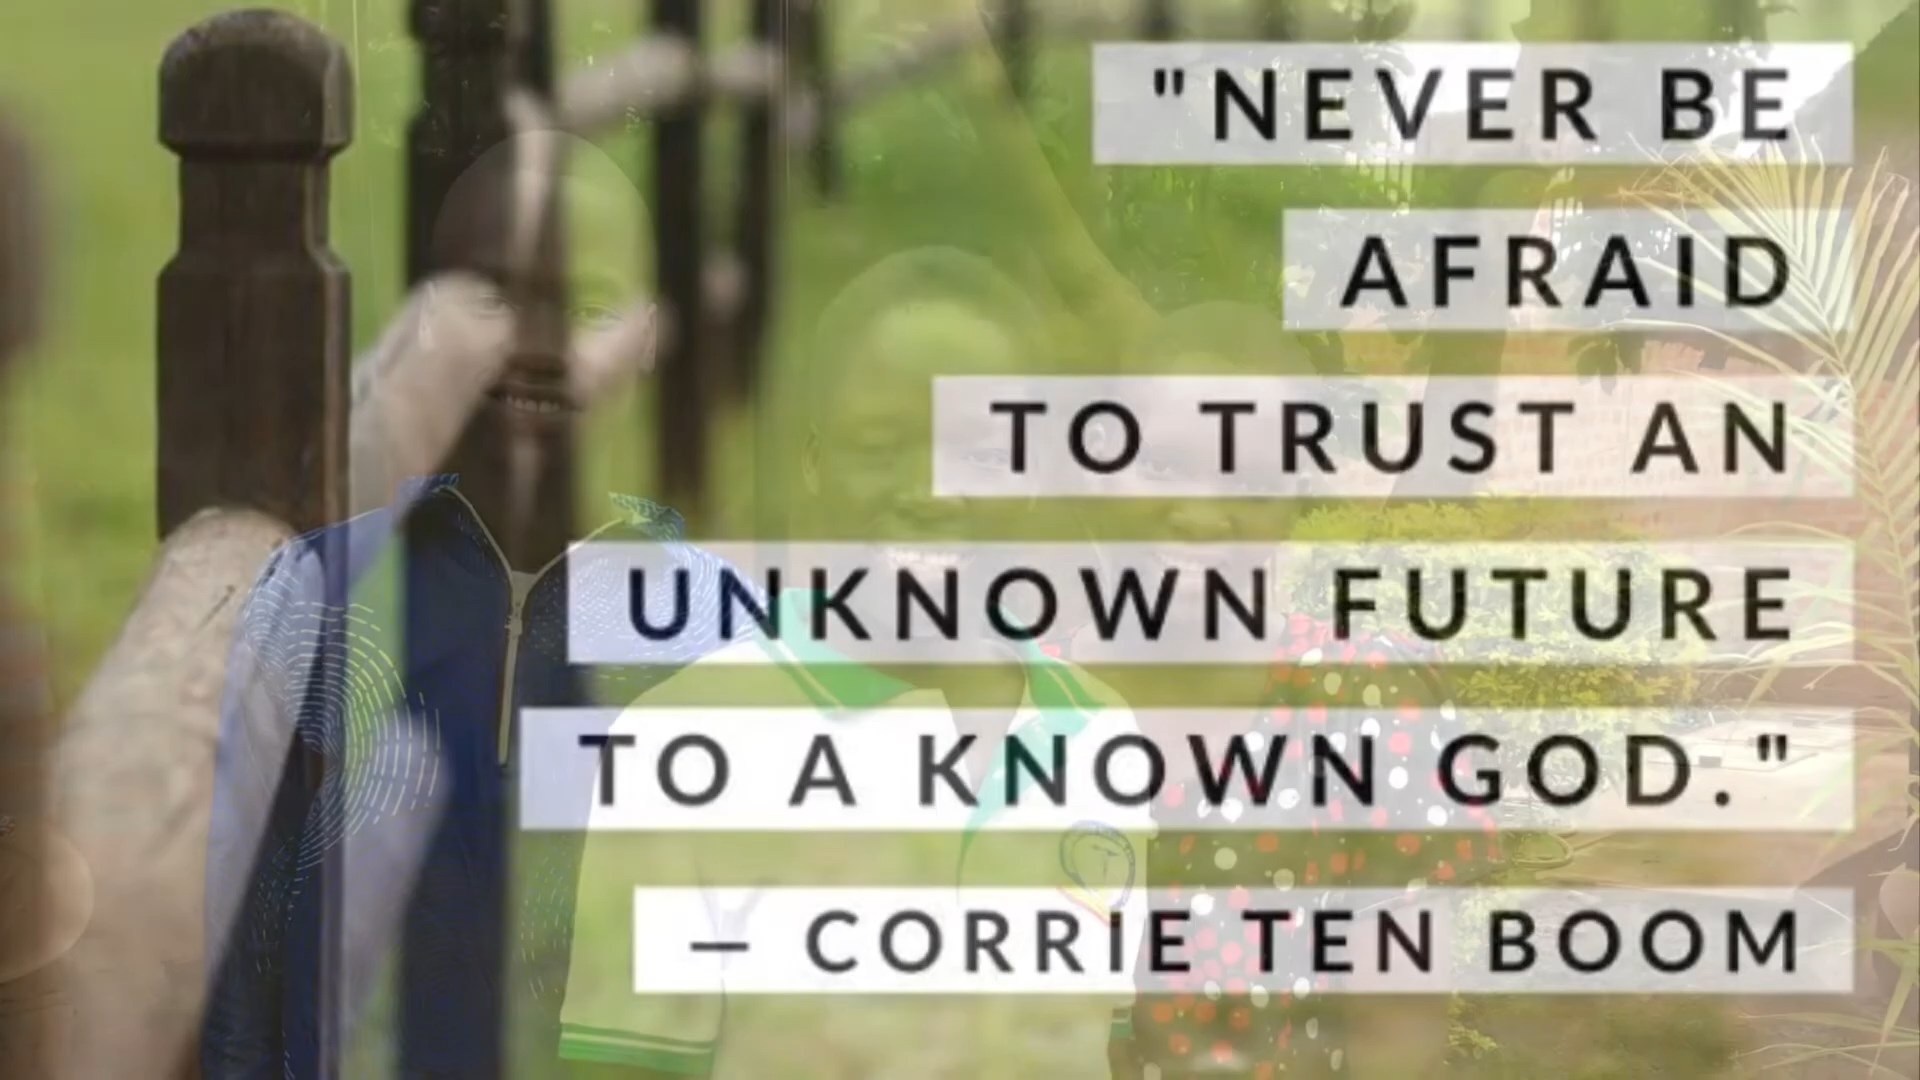 "NEVER BE
AFRAID
TO TRUST AN
UNKNOWN FUTURE
TO A KNOWN GOD."
— CORRIE TEN BOOM